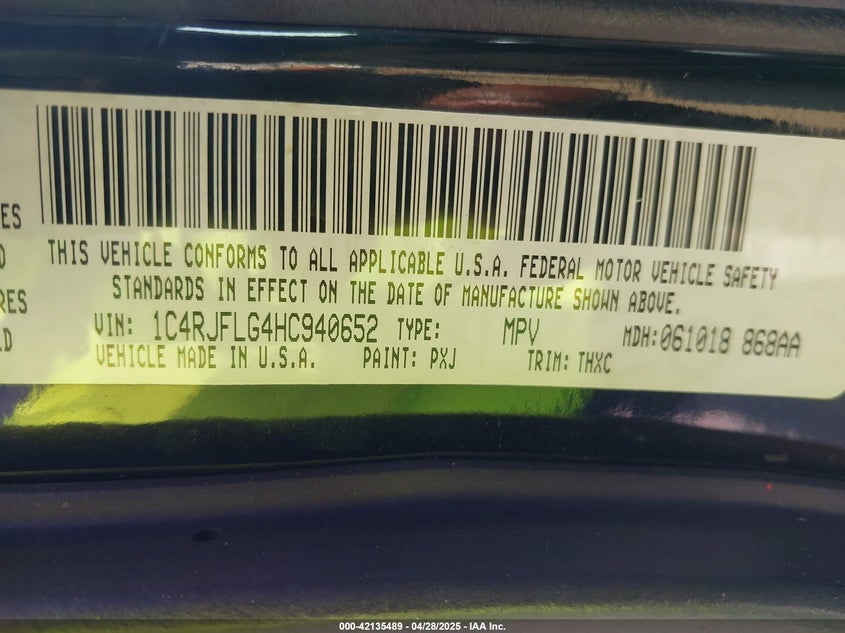 ES
THIS VEHICLE CONFORMS TO ALL APPLICABLE U.S.A. FEDERAL MOTOR VEHICLE SAFETY
D
STANDARDS IN EFFECT ON THE DATE OF MANUFACTURE SHOWN ABOVE.
RES
VIN: 1C4RJFLG4HC940652 TYPE: MPV MDH:061018 868AA
LD
VEHICLE MADE IN U.S.A. PAINT: PXJ TRIM: THXC
000-42135489 - 04/28/2025 - IAA Inc.